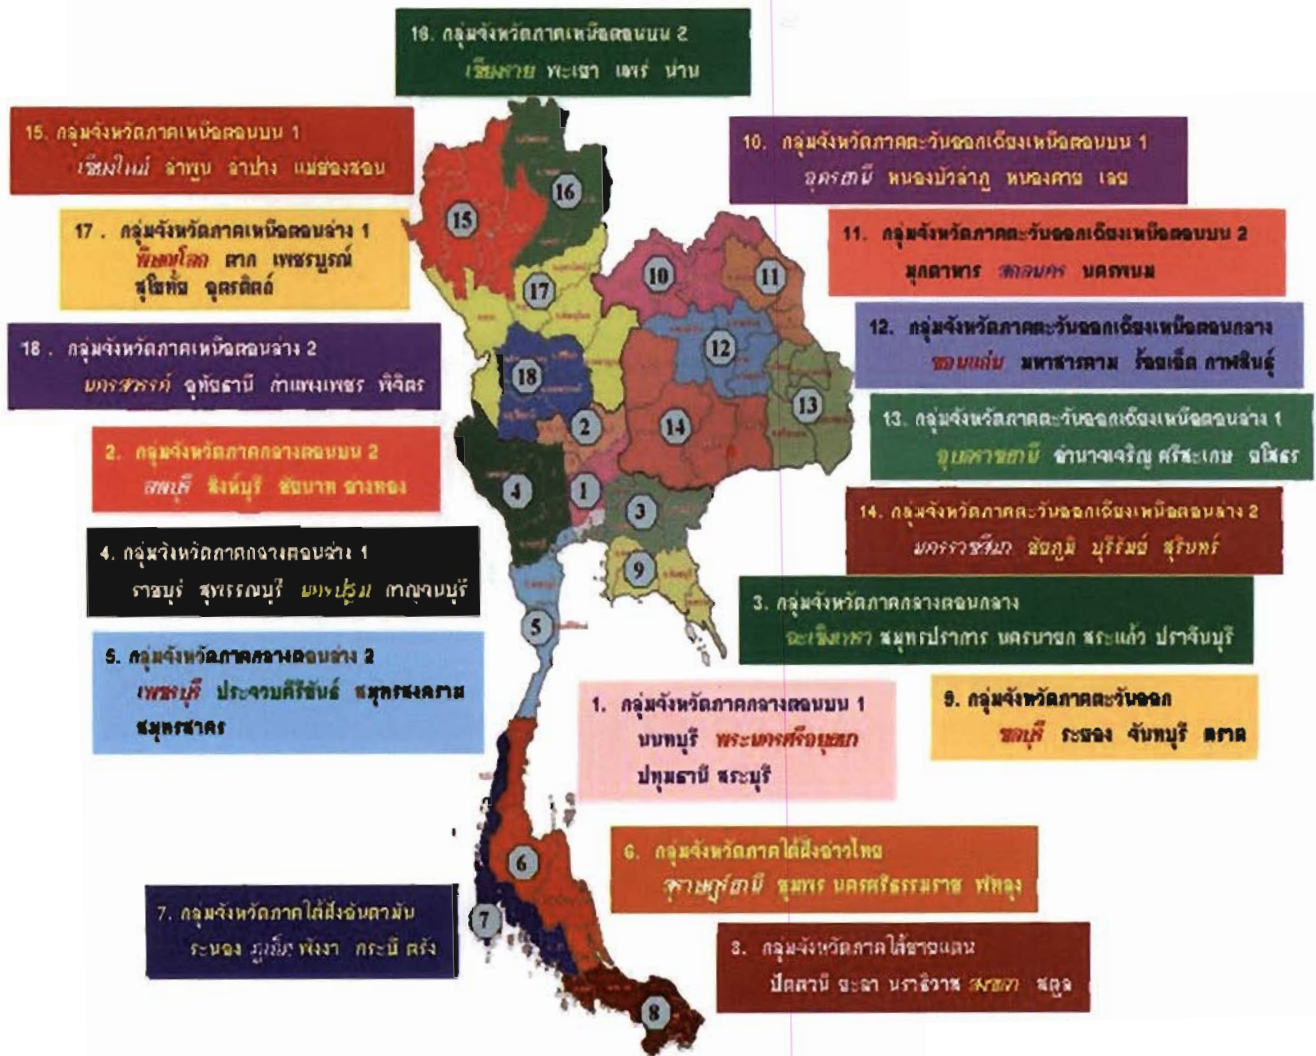 16. กลุ่มจังหวัดภาคเหนือตอนบน 2
เชียงราย พะเยา แพร่ น่าน
15. กลุ่มจังหวัดภาคเหนือตอนบน 1
เชียงใหม่ ลำพูน ลำปาง แม่ฮ่องสอน
10. กลุ่มจังหวัดภาคตะวันออกเฉียงเหนือตอนบน 1
อุดรธานี หนองบัวลำภู หนองคาย เลย
17. กลุ่มจังหวัดภาคเหนือตอนล่าง 1
พิษณุโลก ตาก เพชรบูรณ์
สุโขทัย อุตรดิตถ์
11. กลุ่มจังหวัดภาคตะวันออกเฉียงเหนือตอนบน 2
มุกดาหาร สกลนคร นครพนม
18. กลุ่มจังหวัดภาคเหนือตอนล่าง 2
นครสวรรค์ อุทัยธานี กำแพงเพชร พิจิตร
12. กลุ่มจังหวัดภาคตะวันออกเฉียงเหนือตอนกลาง
ขอนแก่น มหาสารคาม ร้อยเอ็ด กาฬสินธุ์
13. กลุ่มจังหวัดภาคตะวันออกเฉียงเหนือตอนล่าง 1
อุบลราชธานี อำนาจเจริญ ศรีสะเกษ ยโสธร
2. กลุ่มจังหวัดภาคกลางตอนบน 2
ลพบุรี สิงห์บุรี ชัยนาท อ่างทอง
14. กลุ่มจังหวัดภาคตะวันออกเฉียงเหนือตอนล่าง 2
นครราชสีมา ชัยภูมิ บุรีรัมย์ สุรินทร์
4. กลุ่มจังหวัดภาคกลางตอนล่าง 1
ราชบุรี สุพรรณบุรี นครปฐม กาญจนบุรี
3. กลุ่มจังหวัดภาคกลางตอนกลาง
ฉะเชิงเทรา สมุทรปราการ นครนายก สระแก้ว ปราจีนบุรี
5. กลุ่มจังหวัดภาคกลางตอนล่าง 2
เพชรบุรี ประจวบคีรีขันธ์ สมุทรสงคราม
สมุทรสาคร
1. กลุ่มจังหวัดภาคกลางตอนบน 1
นนทบุรี พระนครศรีอยุธยา
ปทุมธานี สระบุรี
9. กลุ่มจังหวัดภาคตะวันออก
ชลบุรี ระยอง จันทบุรี ตราด
6. กลุ่มจังหวัดภาคใต้ฝั่งอ่าวไทย
สุราษฎร์ธานี ชุมพร นครศรีธรรมราช พัทลุง
7. กลุ่มจังหวัดภาคใต้ฝั่งอันดามัน
ระนอง ภูเก็ต พังงา กระบี่ ตรัง
8. กลุ่มจังหวัดภาคใต้ชายแดน
ปัตตานี ยะลา นราธิวาส สงขลา สตูล
16
15
10
11
17
12
18
13
2
14
4
1
3
9
5
6
7
8